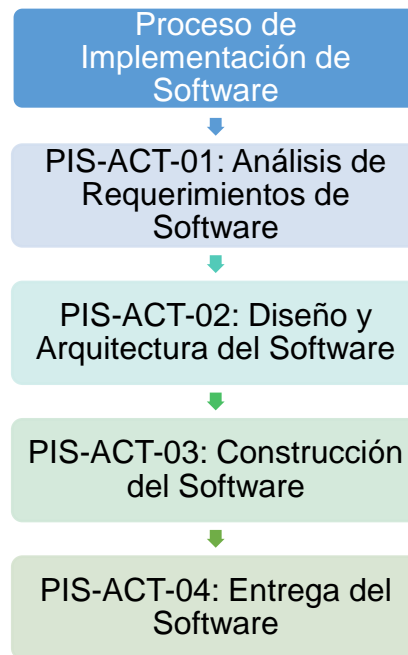 Proceso de
Implementación de
Software
PIS-ACT-01: Análisis de
Requerimientos de
Software
PIS-ACT-02: Diseño y
Arquitectura del Software
PIS-ACT-03: Construcción
del Software
PIS-ACT-04: Entrega del
Software